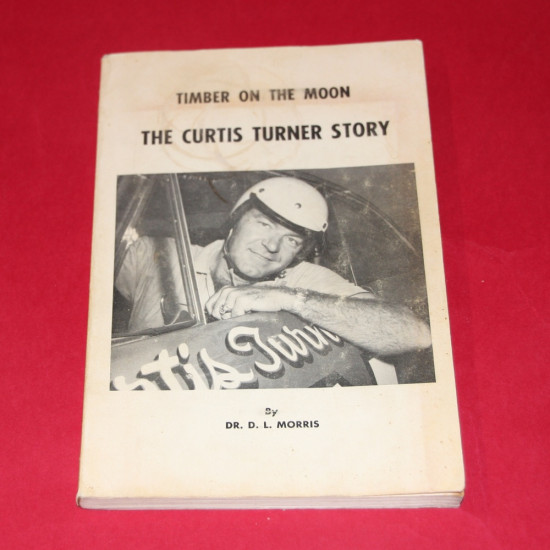 TIMBER ON THE MOON
THE CURTIS TURNER STORY
By
DR. D. L. MORRIS